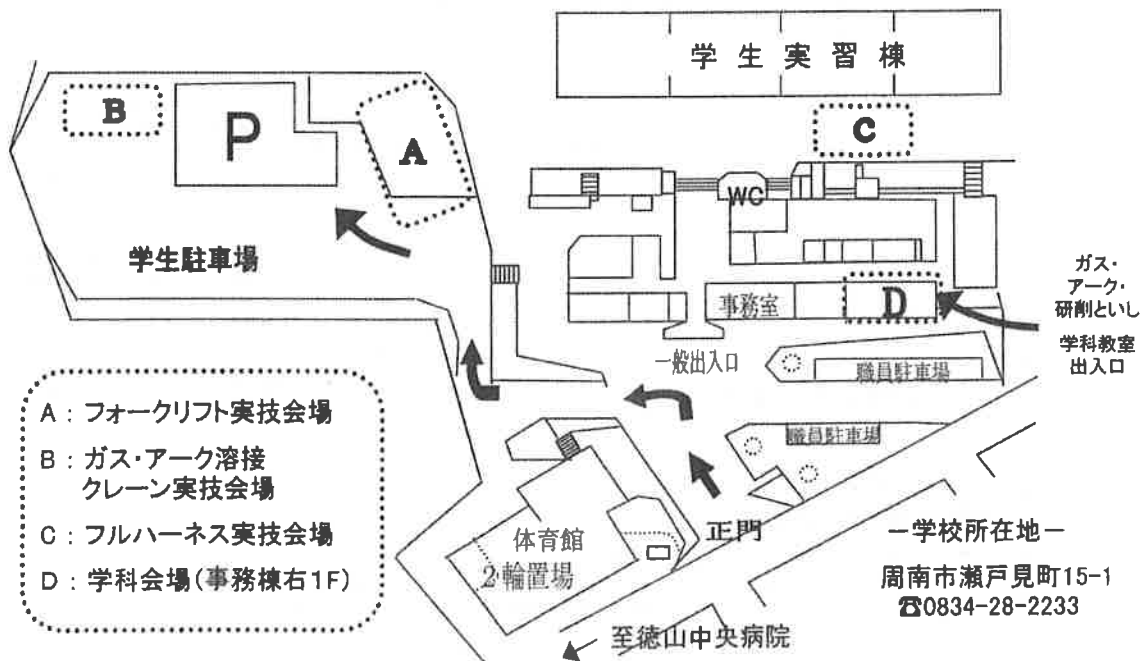 学生実習棟
B
P
A
C
WC
学生駐車場
事務室
D
ガス・
アーク・
研削といし
学科教室
出入口
一般出入口
職員駐車場
職員駐車場
A：フォークリフト実技会場
B：ガス・アーク溶接
クレーン実技会場
C：フルハーネス実技会場
D：学科会場(事務棟右1F)
体育館
2輪置場
正門
－学校所在地－
周南市瀬戸見町15-1
☎0834-28-2233
至徳山中央病院